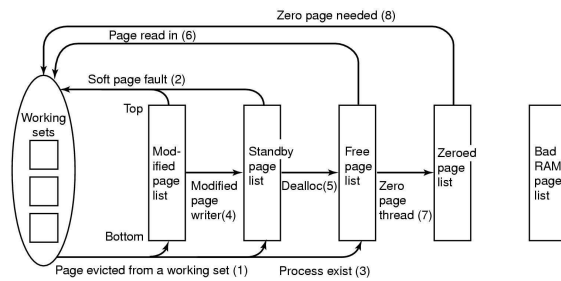 Zero page needed (8)
Page read in (6)
Soft page fault (2)
Top
Working
sets
Mod-
ified
page
list
Standby
page
list
Free
page
list
Zeroed
page
list
Bad
RAM
page
list
Modified
page
writer(4)
Dealloc(5)
Zero
page
thread (7)
Bottom
Page evicted from a working set (1)
Process exist (3)